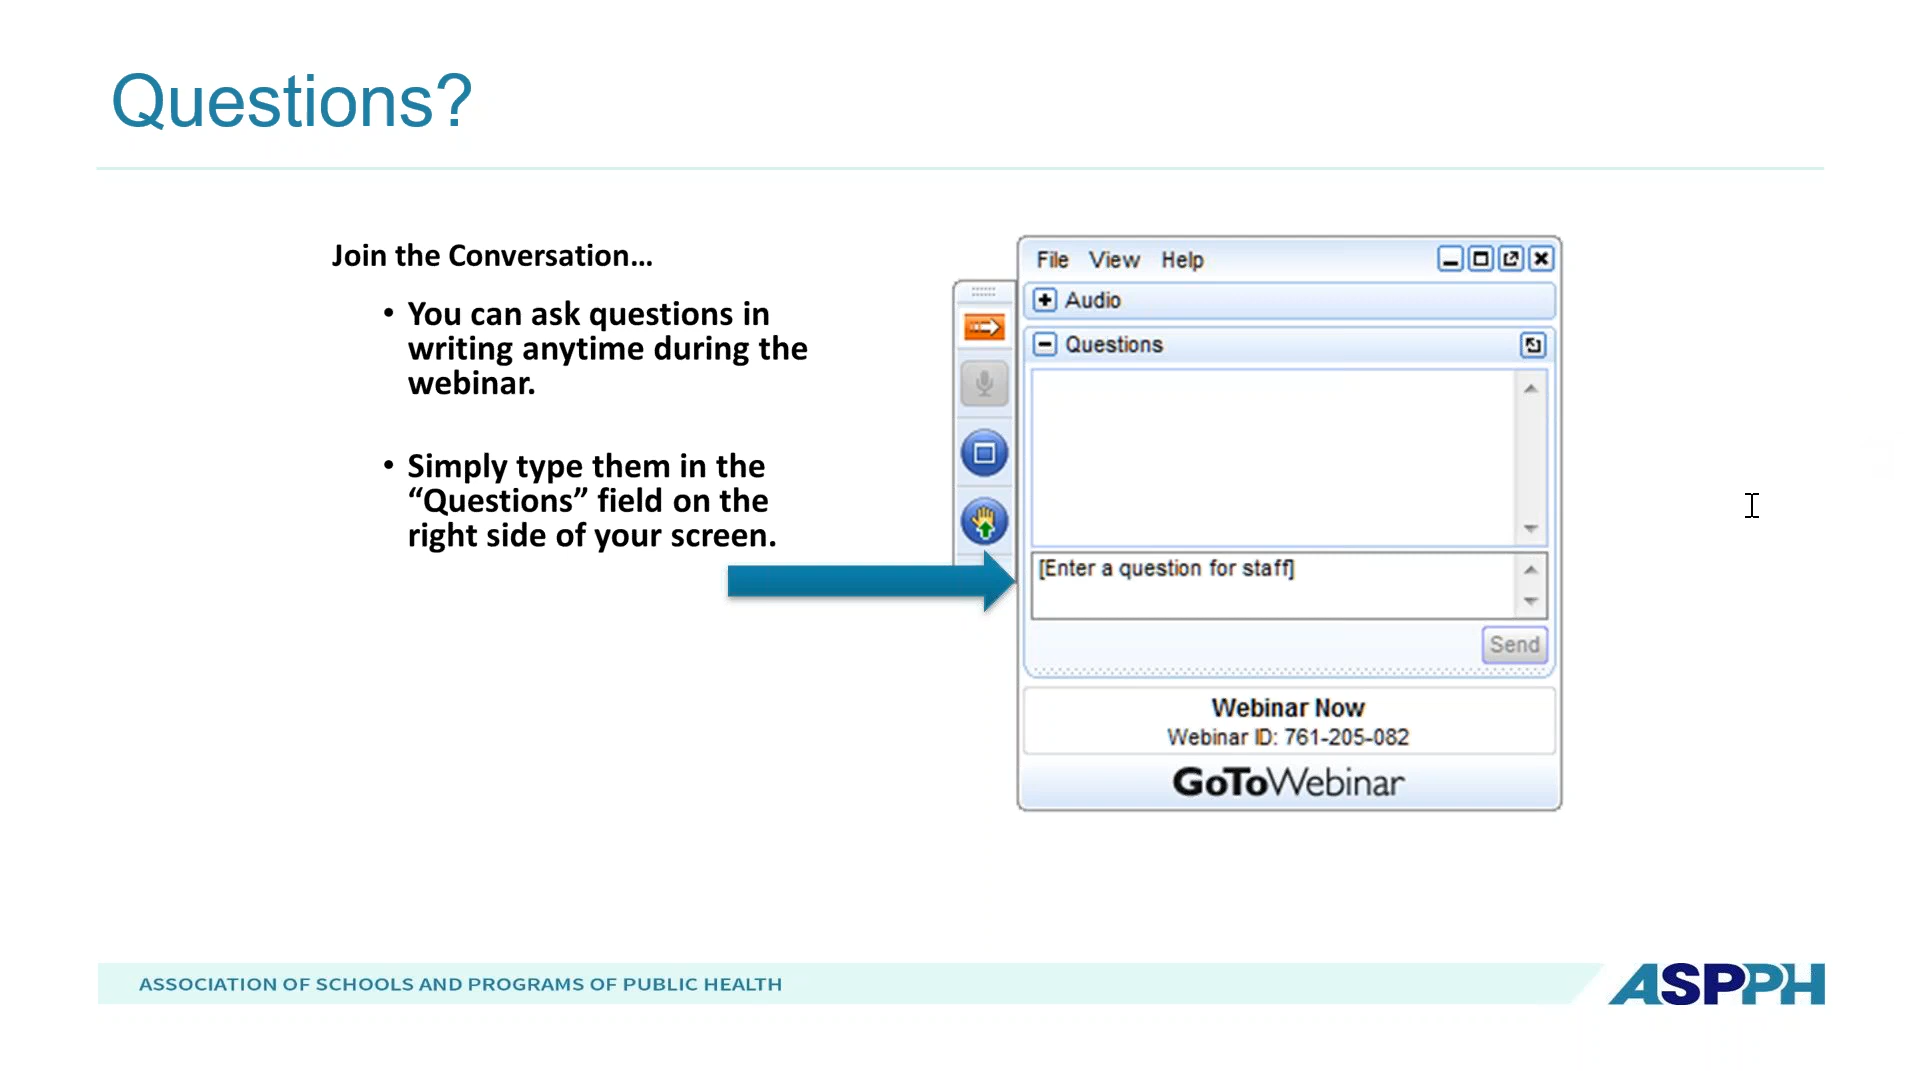 Questions?
Join the Conversation...
• You can ask questions in
writing anytime during the
webinar.
• Simply type them in the
“Questions” field on the
right side of your screen.
File View Help
Audio
Questions
[Enter a question for staff]
Send
Webinar Now
Webinar ID: 761-205-082
GoToWebinar
ASSOCIATION OF SCHOOLS AND PROGRAMS OF PUBLIC HEALTH
ASPPH